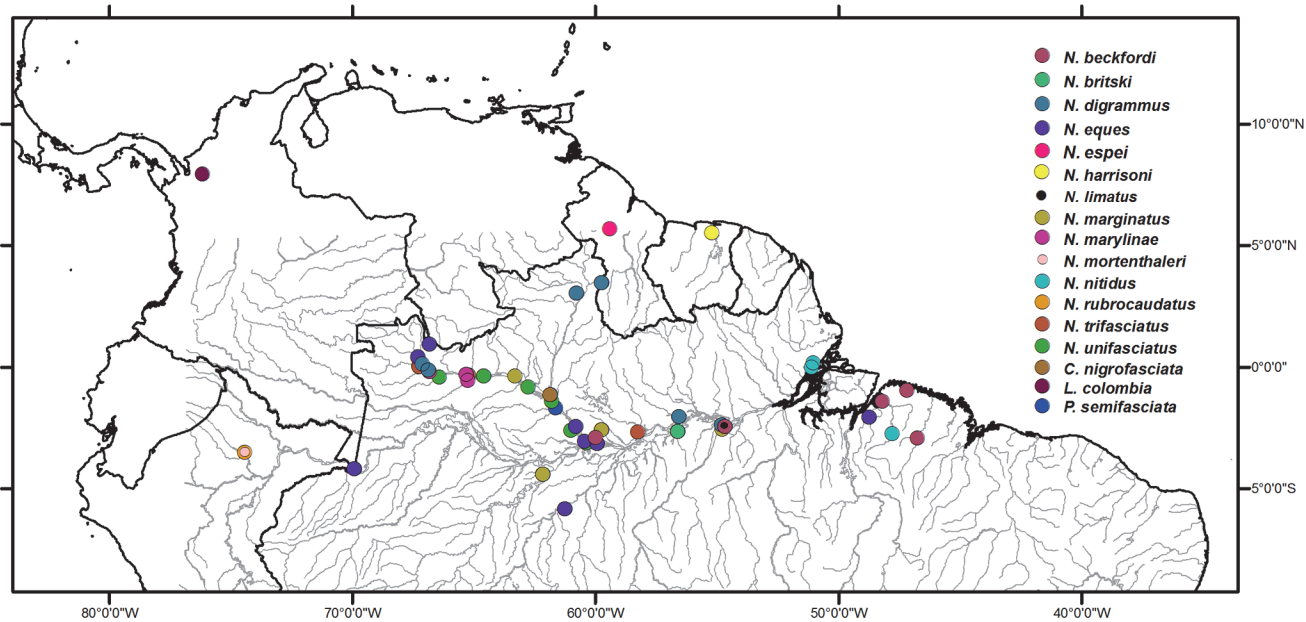 N. beckfordi
N. britski
N. digrammus
N. eques
N. espei
N. harrisoni
N. limatus
N. marginatus
N. marylinae
N. mortenthaleri
N. nitidus
N. rubrocaudatus
N. trifasciatus
N. unifasciatus
C. nigrofasciata
L. colombia
P. semifasciata
10°0'0"N
5°0'0"N
0°0'0"
5°0'0"S
80°0'0"W 70°0'0"W 60°0'0"W 50°0'0"W 40°0'0"W